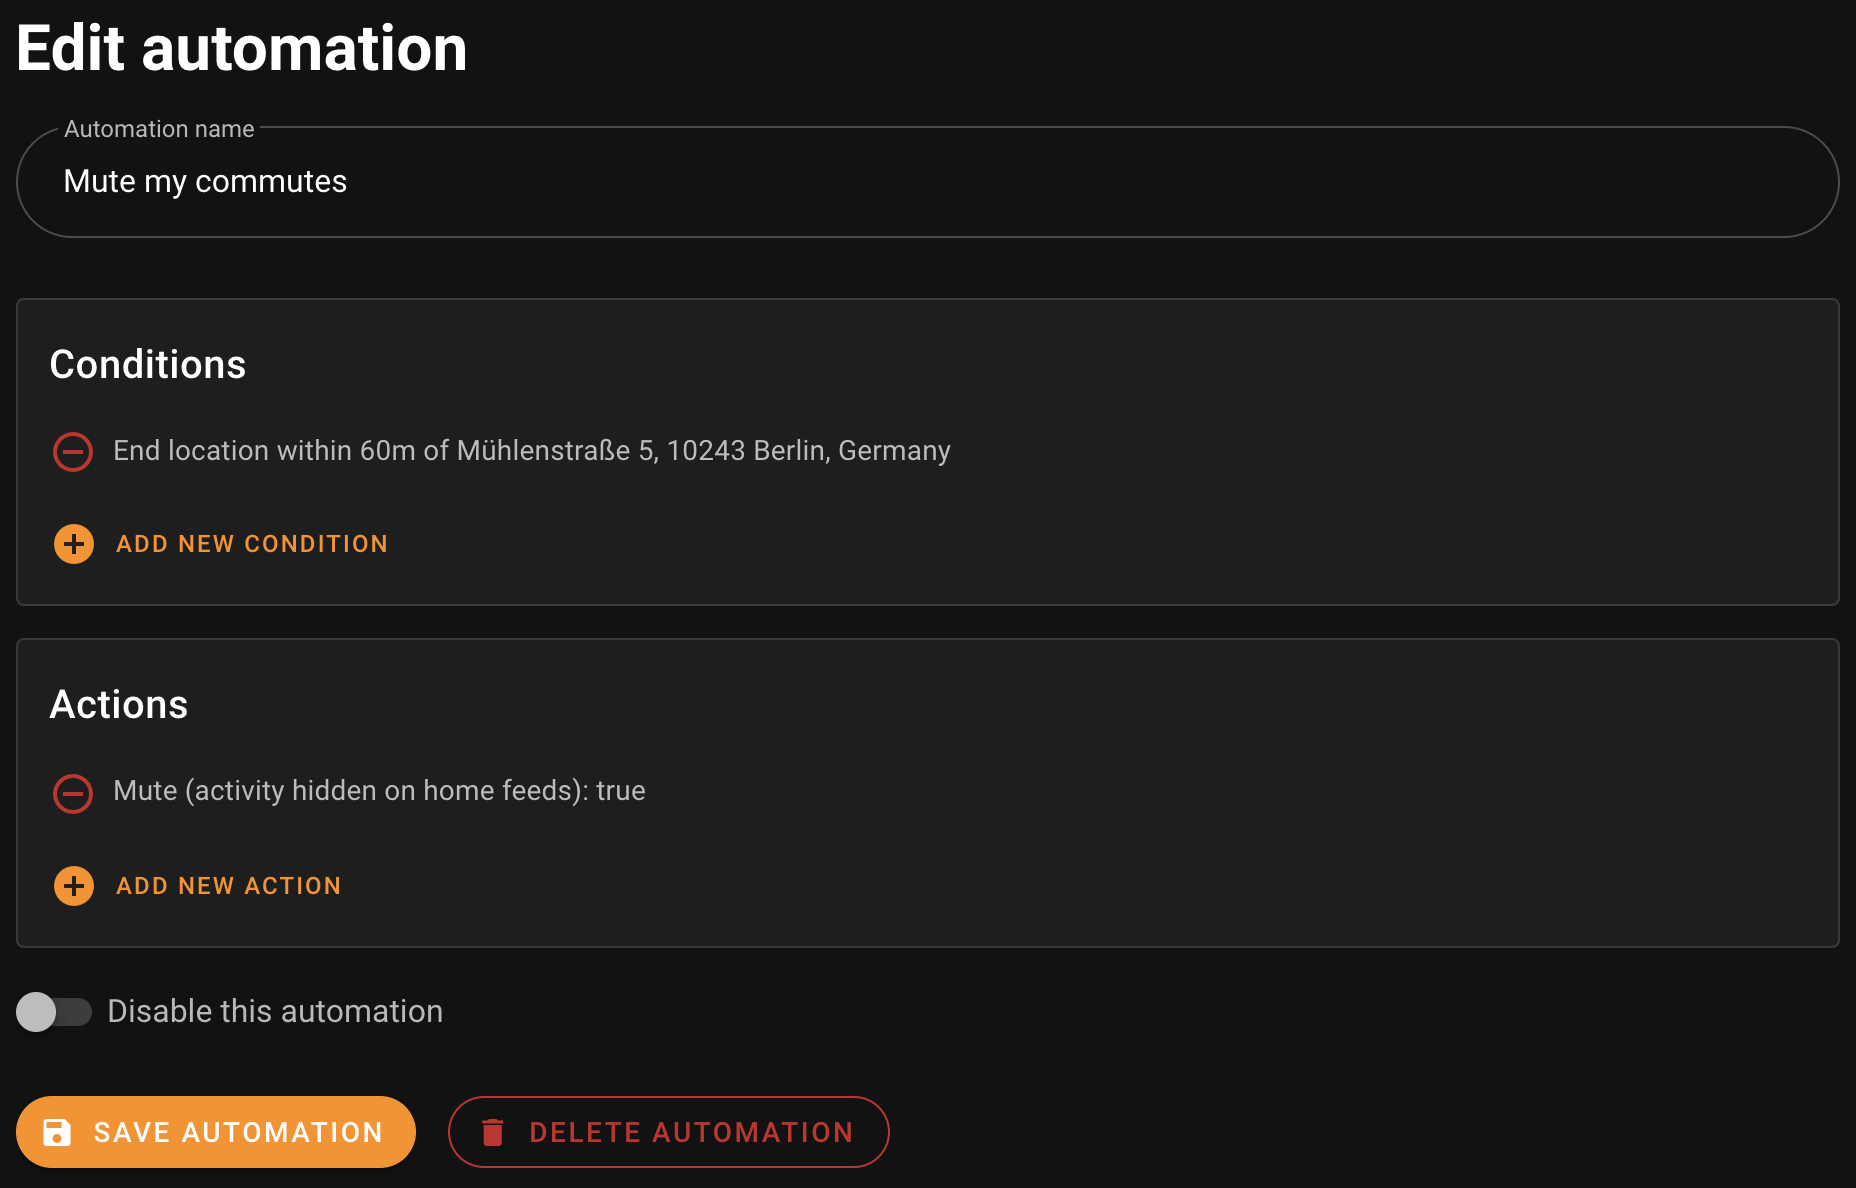 Edit automation
Automation name
Mute my commutes
Conditions
End location within 60m of Mühlenstraße 5, 10243 Berlin, Germany
ADD NEW CONDITION
Actions
Mute (activity hidden on home feeds): true
ADD NEW ACTION
Disable this automation
SAVE AUTOMATION
DELETE AUTOMATION